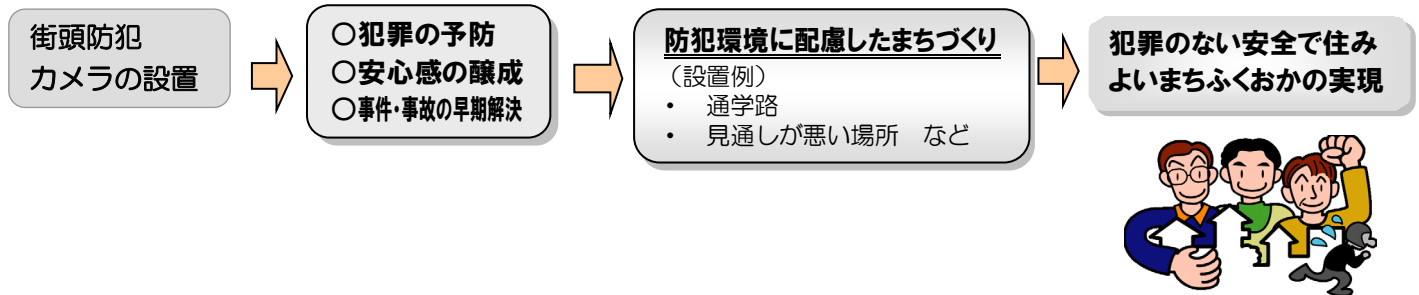 街頭防犯
カメラの設置
○犯罪の予防
○安心感の醸成
○事件・事故の早期解決
防犯環境に配慮したまちづくり
（設置例）
・ 通学路
・ 見通しが悪い場所　など
犯罪のない安全で住み
よいまちふくおかの実現